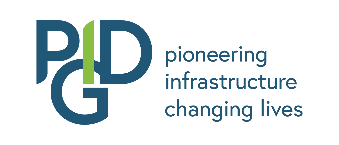 PIDG
pioneering
infrastructure
changing lives